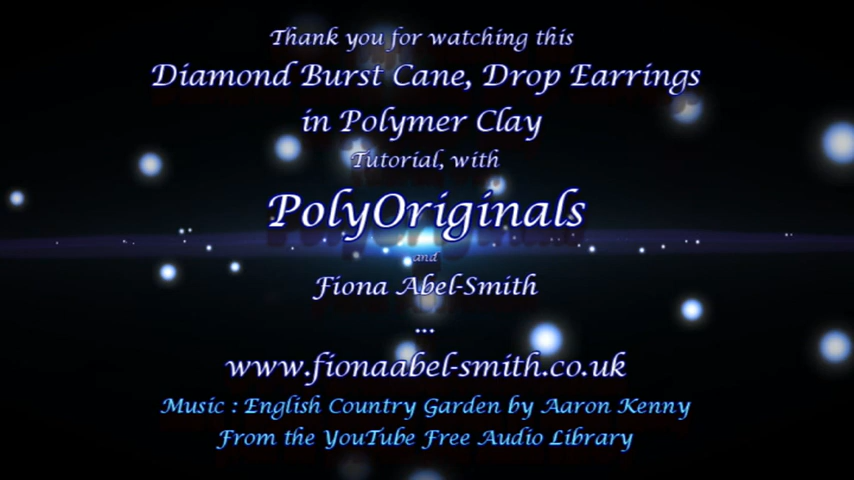 Thank you for watching this
Diamond Burst Cane, Drop Earrings
in Polymer Clay
Tutorial, with
PolyOriginals
and
Fiona Abel-Smith
...
www.fionaabel-smith.co.uk
Music : English Country Garden by Aaron Kenny
From the YouTube Free Audio Library